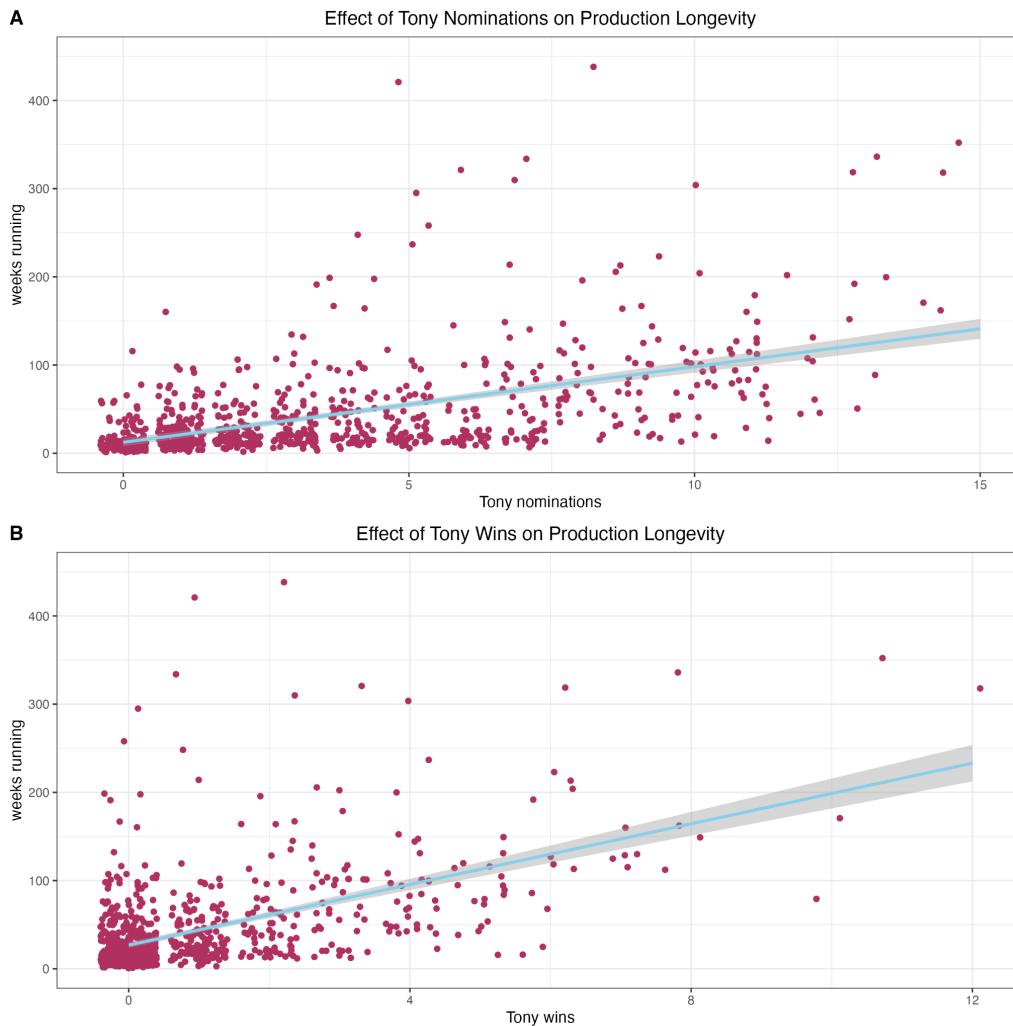 A
Effect of Tony Nominations on Production Longevity
400
300
200
100
0
weeks running
0 5 10 15
Tony nominations
B
Effect of Tony Wins on Production Longevity
400
300
200
100
0
weeks running
0 4 8 12
Tony wins